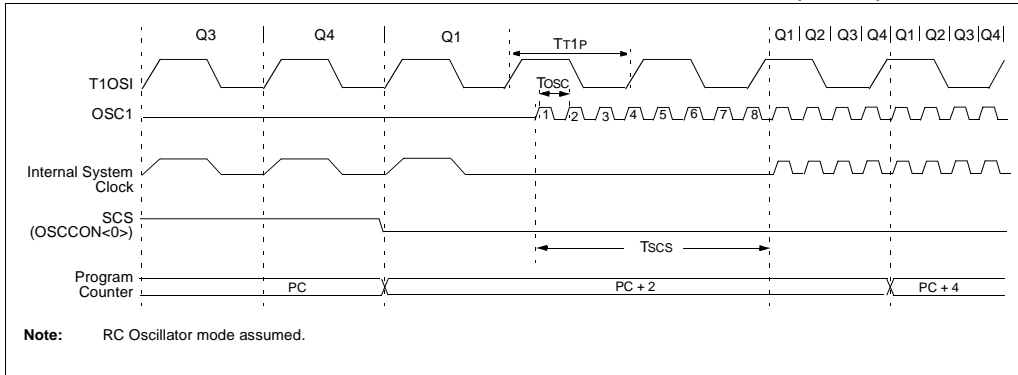 Q3 Q4 Q1 Q1 Q2 Q3 Q4 Q1 Q2 Q3 Q4
TT1P
T1OSI
TOSC
OSC1
1 2 3 4 5 6 7 8
Internal System
Clock
SCS
(OSCCON<0>)
TSCS
Program
Counter
PC PC + 2 PC + 4
Note: RC Oscillator mode assumed.